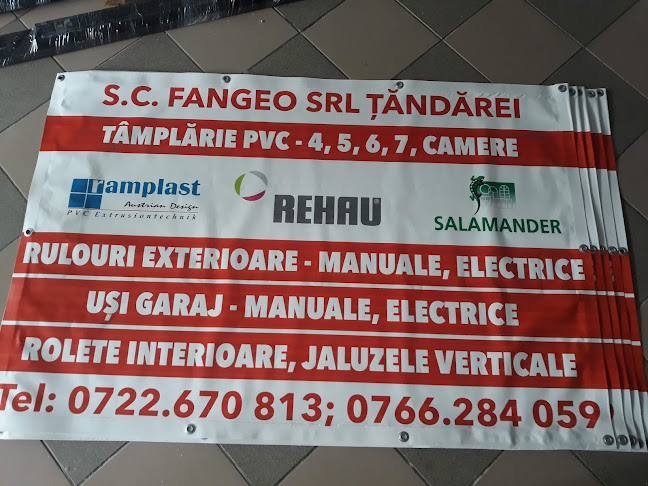 S.C. FANGEO SRL ȚĂNDĂREI
TÂMPLĂRIE PVC - 4, 5, 6, 7, CAMERE
ramplast
Austrian Design
PVC Extrusiontechnik
REHAU
SALAMANDER
RULOURI EXTERIOARE - MANUALE, ELECTRICE
UȘI GARAJ - MANUALE, ELECTRICE
ROLETE INTERIOARE, JALUZELE VERTICALE
Tel: 0722.670 813; 0766.284 059